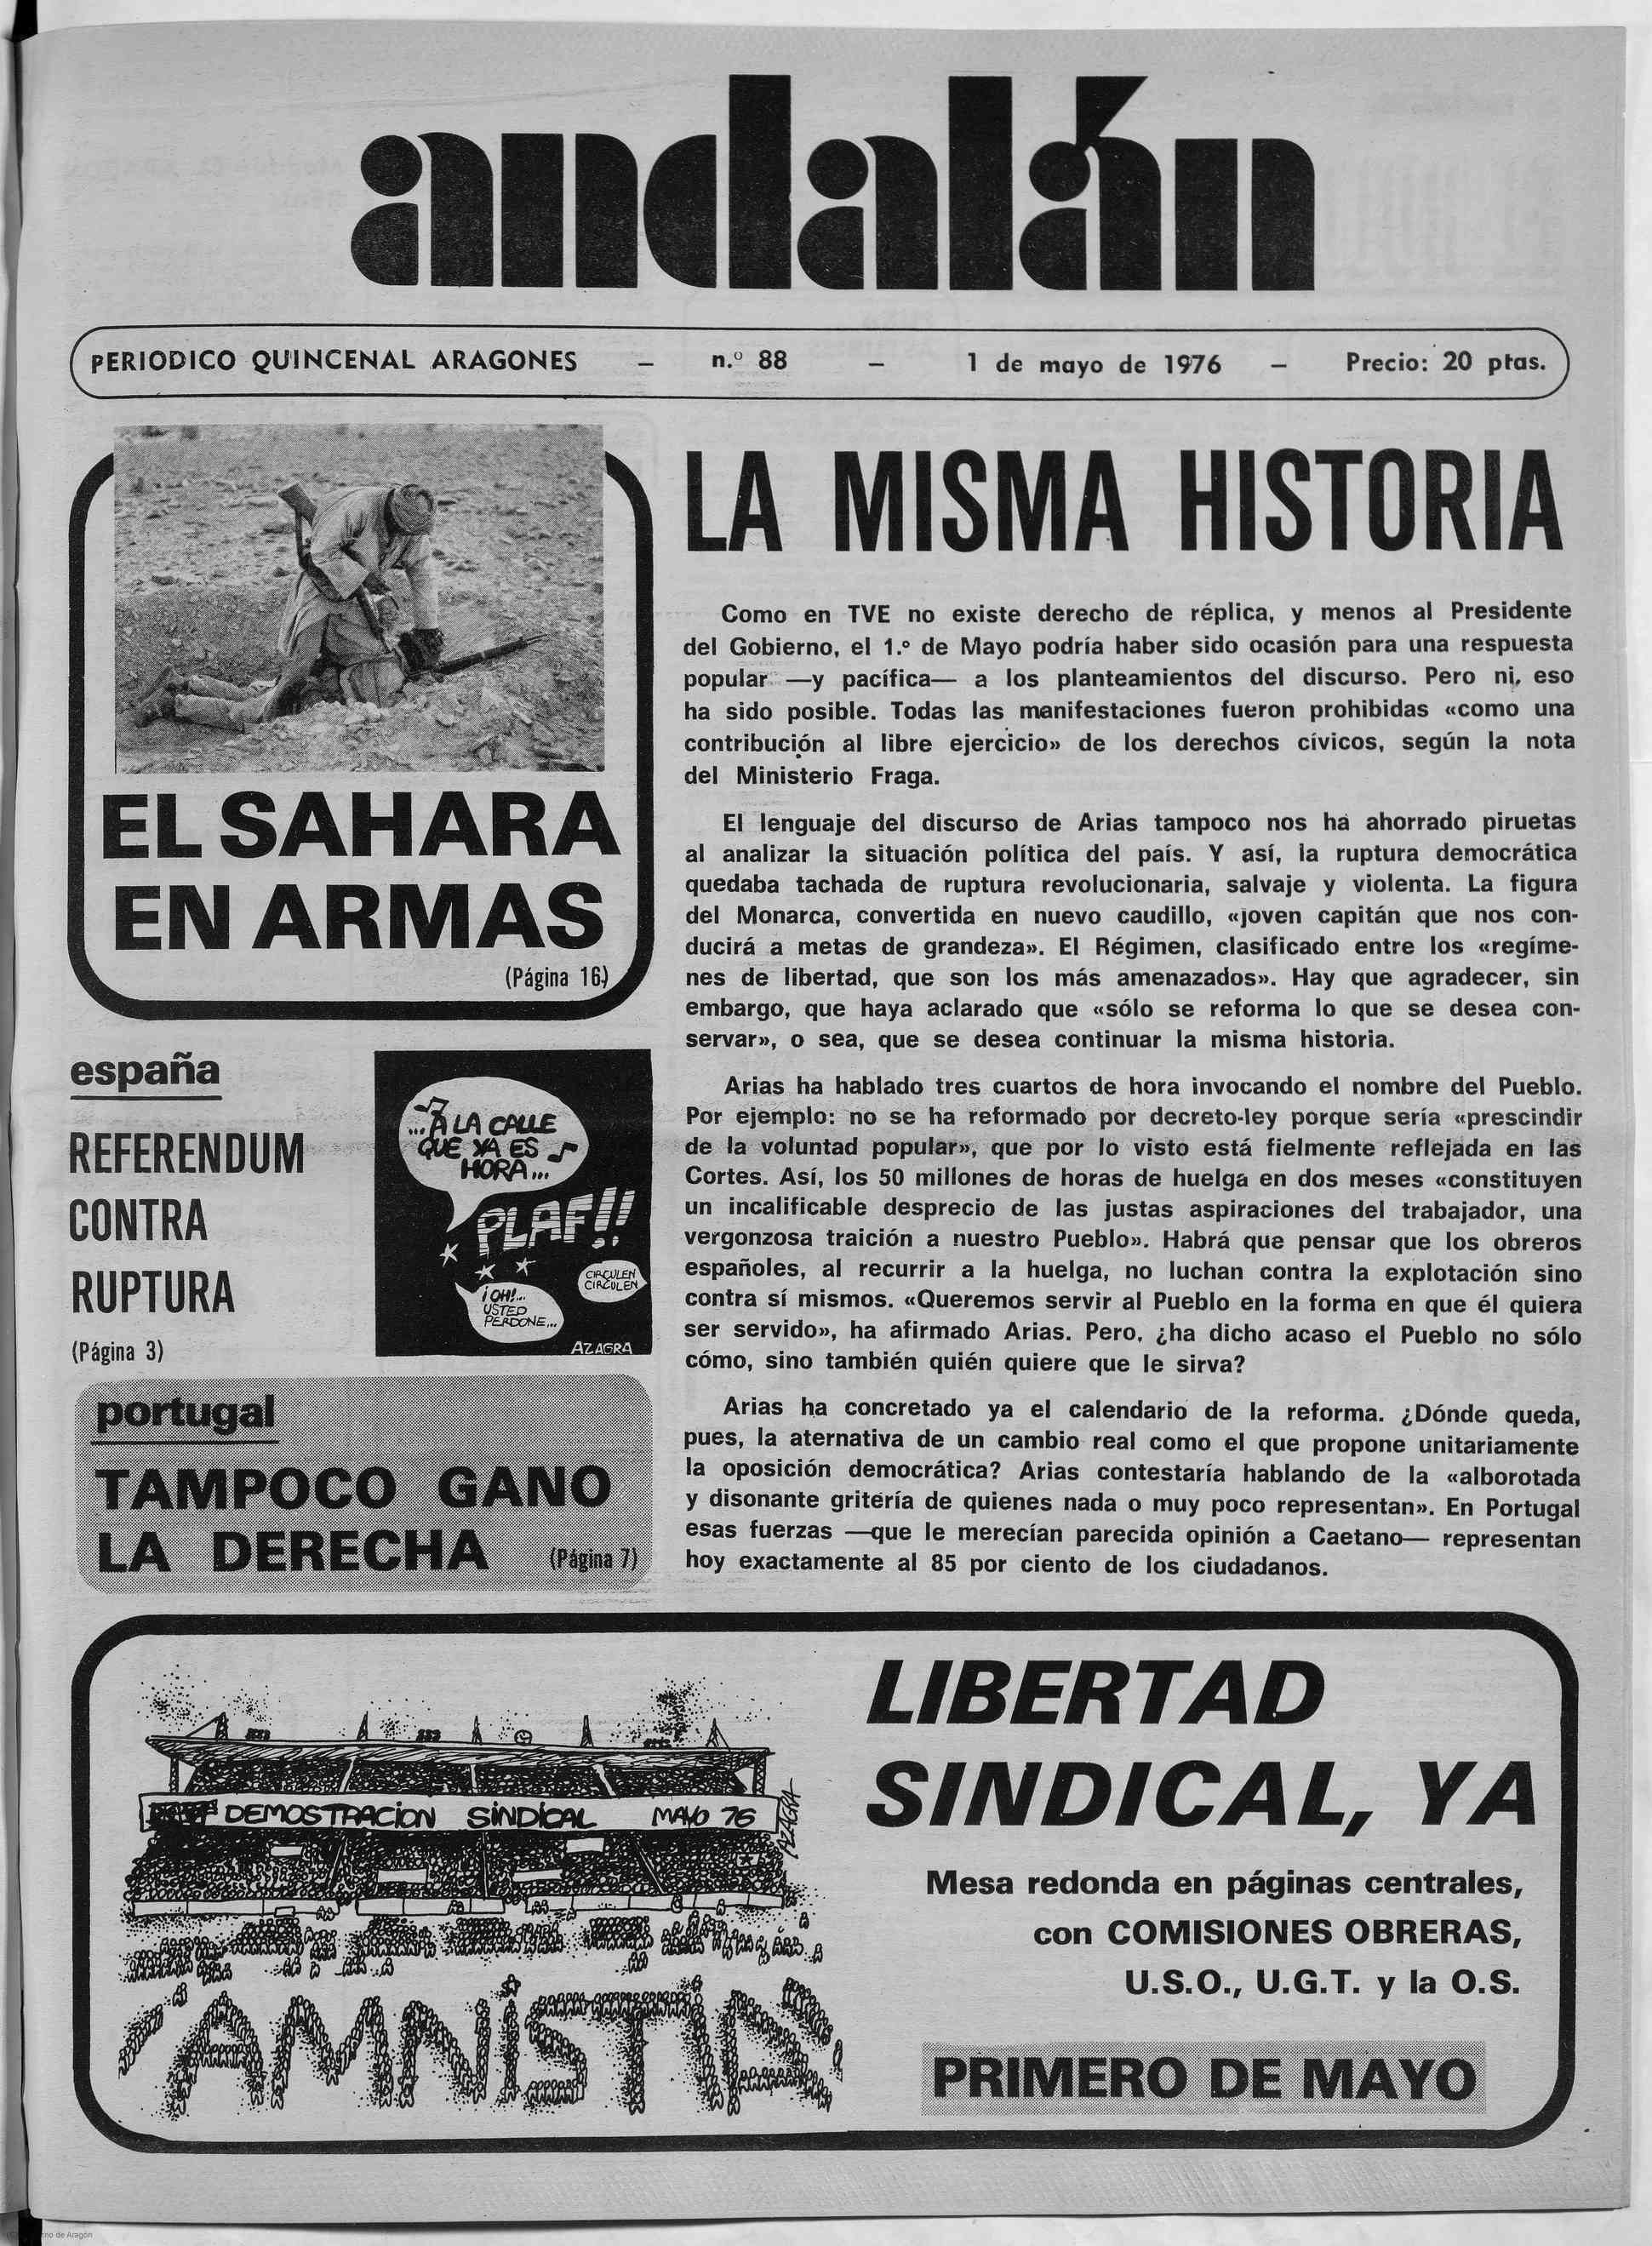 andalán
PERIODICO QUINCENAL ARAGONES — n.º 88 — 1 de mayo de 1976 — Precio: 20 ptas.
EL SAHARA
EN ARMAS
(Página 16)
españa
REFERENDUM
CONTRA
RUPTURA
(Página 3)
...A LA CALLE
QUE YA ES
HORA...
PLAF!!
CIRCULEN
CIRCULEN
¡OH!...
USTED
PERDONE...
AZAGRA
portugal
TAMPOCO GANO
LA DERECHA
(Página 7)
LA MISMA HISTORIA
Como en TVE no existe derecho de réplica, y menos al Presidente
del Gobierno, el 1.º de Mayo podría haber sido ocasión para una respuesta
popular —y pacífica— a los planteamientos del discurso. Pero ni, eso
ha sido posible. Todas las manifestaciones fueron prohibidas «como una
contribución al libre ejercicio» de los derechos cívicos, según la nota
del Ministerio Fraga.
El lenguaje del discurso de Arias tampoco nos ha ahorrado piruetas
al analizar la situación política del país. Y así, la ruptura democrática
quedaba tachada de ruptura revolucionaria, salvaje y violenta. La figura
del Monarca, convertida en nuevo caudillo, «joven capitán que nos con-
ducirá a metas de grandeza». El Régimen, clasificado entre los «regíme-
nes de libertad, que son los más amenazados». Hay que agradecer, sin
embargo, que haya aclarado que «sólo se reforma lo que se desea con-
servar», o sea, que se desea continuar la misma historia.
Arias ha hablado tres cuartos de hora invocando el nombre del Pueblo.
Por ejemplo: no se ha reformado por decreto-ley porque sería «prescindir
de la voluntad popular», que por lo visto está fielmente reflejada en las
Cortes. Así, los 50 millones de horas de huelga en dos meses «constituyen
un incalificable desprecio de las justas aspiraciones del trabajador, una
vergonzosa traición a nuestro Pueblo». Habrá que pensar que los obreros
españoles, al recurrir a la huelga, no luchan contra la explotación sino
contra sí mismos. «Queremos servir al Pueblo en la forma en que él quiera
ser servido», ha afirmado Arias. Pero, ¿ha dicho acaso el Pueblo no sólo
cómo, sino también quién quiere que le sirva?
Arias ha concretado ya el calendario de la reforma. ¿Dónde queda,
pues, la aternativa de un cambio real como el que propone unitariamente
la oposición democrática? Arias contestaría hablando de la «alborotada
y disonante gritería de quienes nada o muy poco representan». En Portugal
esas fuerzas —que le merecían parecida opinión a Caetano— representan
hoy exactamente al 85 por ciento de los ciudadanos.
DEMOSTRACION SINDICAL MAYO 76
AZAGRA
AMNISTIA
LIBERTAD
SINDICAL, YA
Mesa redonda en páginas centrales,
con COMISIONES OBRERAS,
U.S.O., U.G.T. y la O.S.
PRIMERO DE MAYO
de Aragón